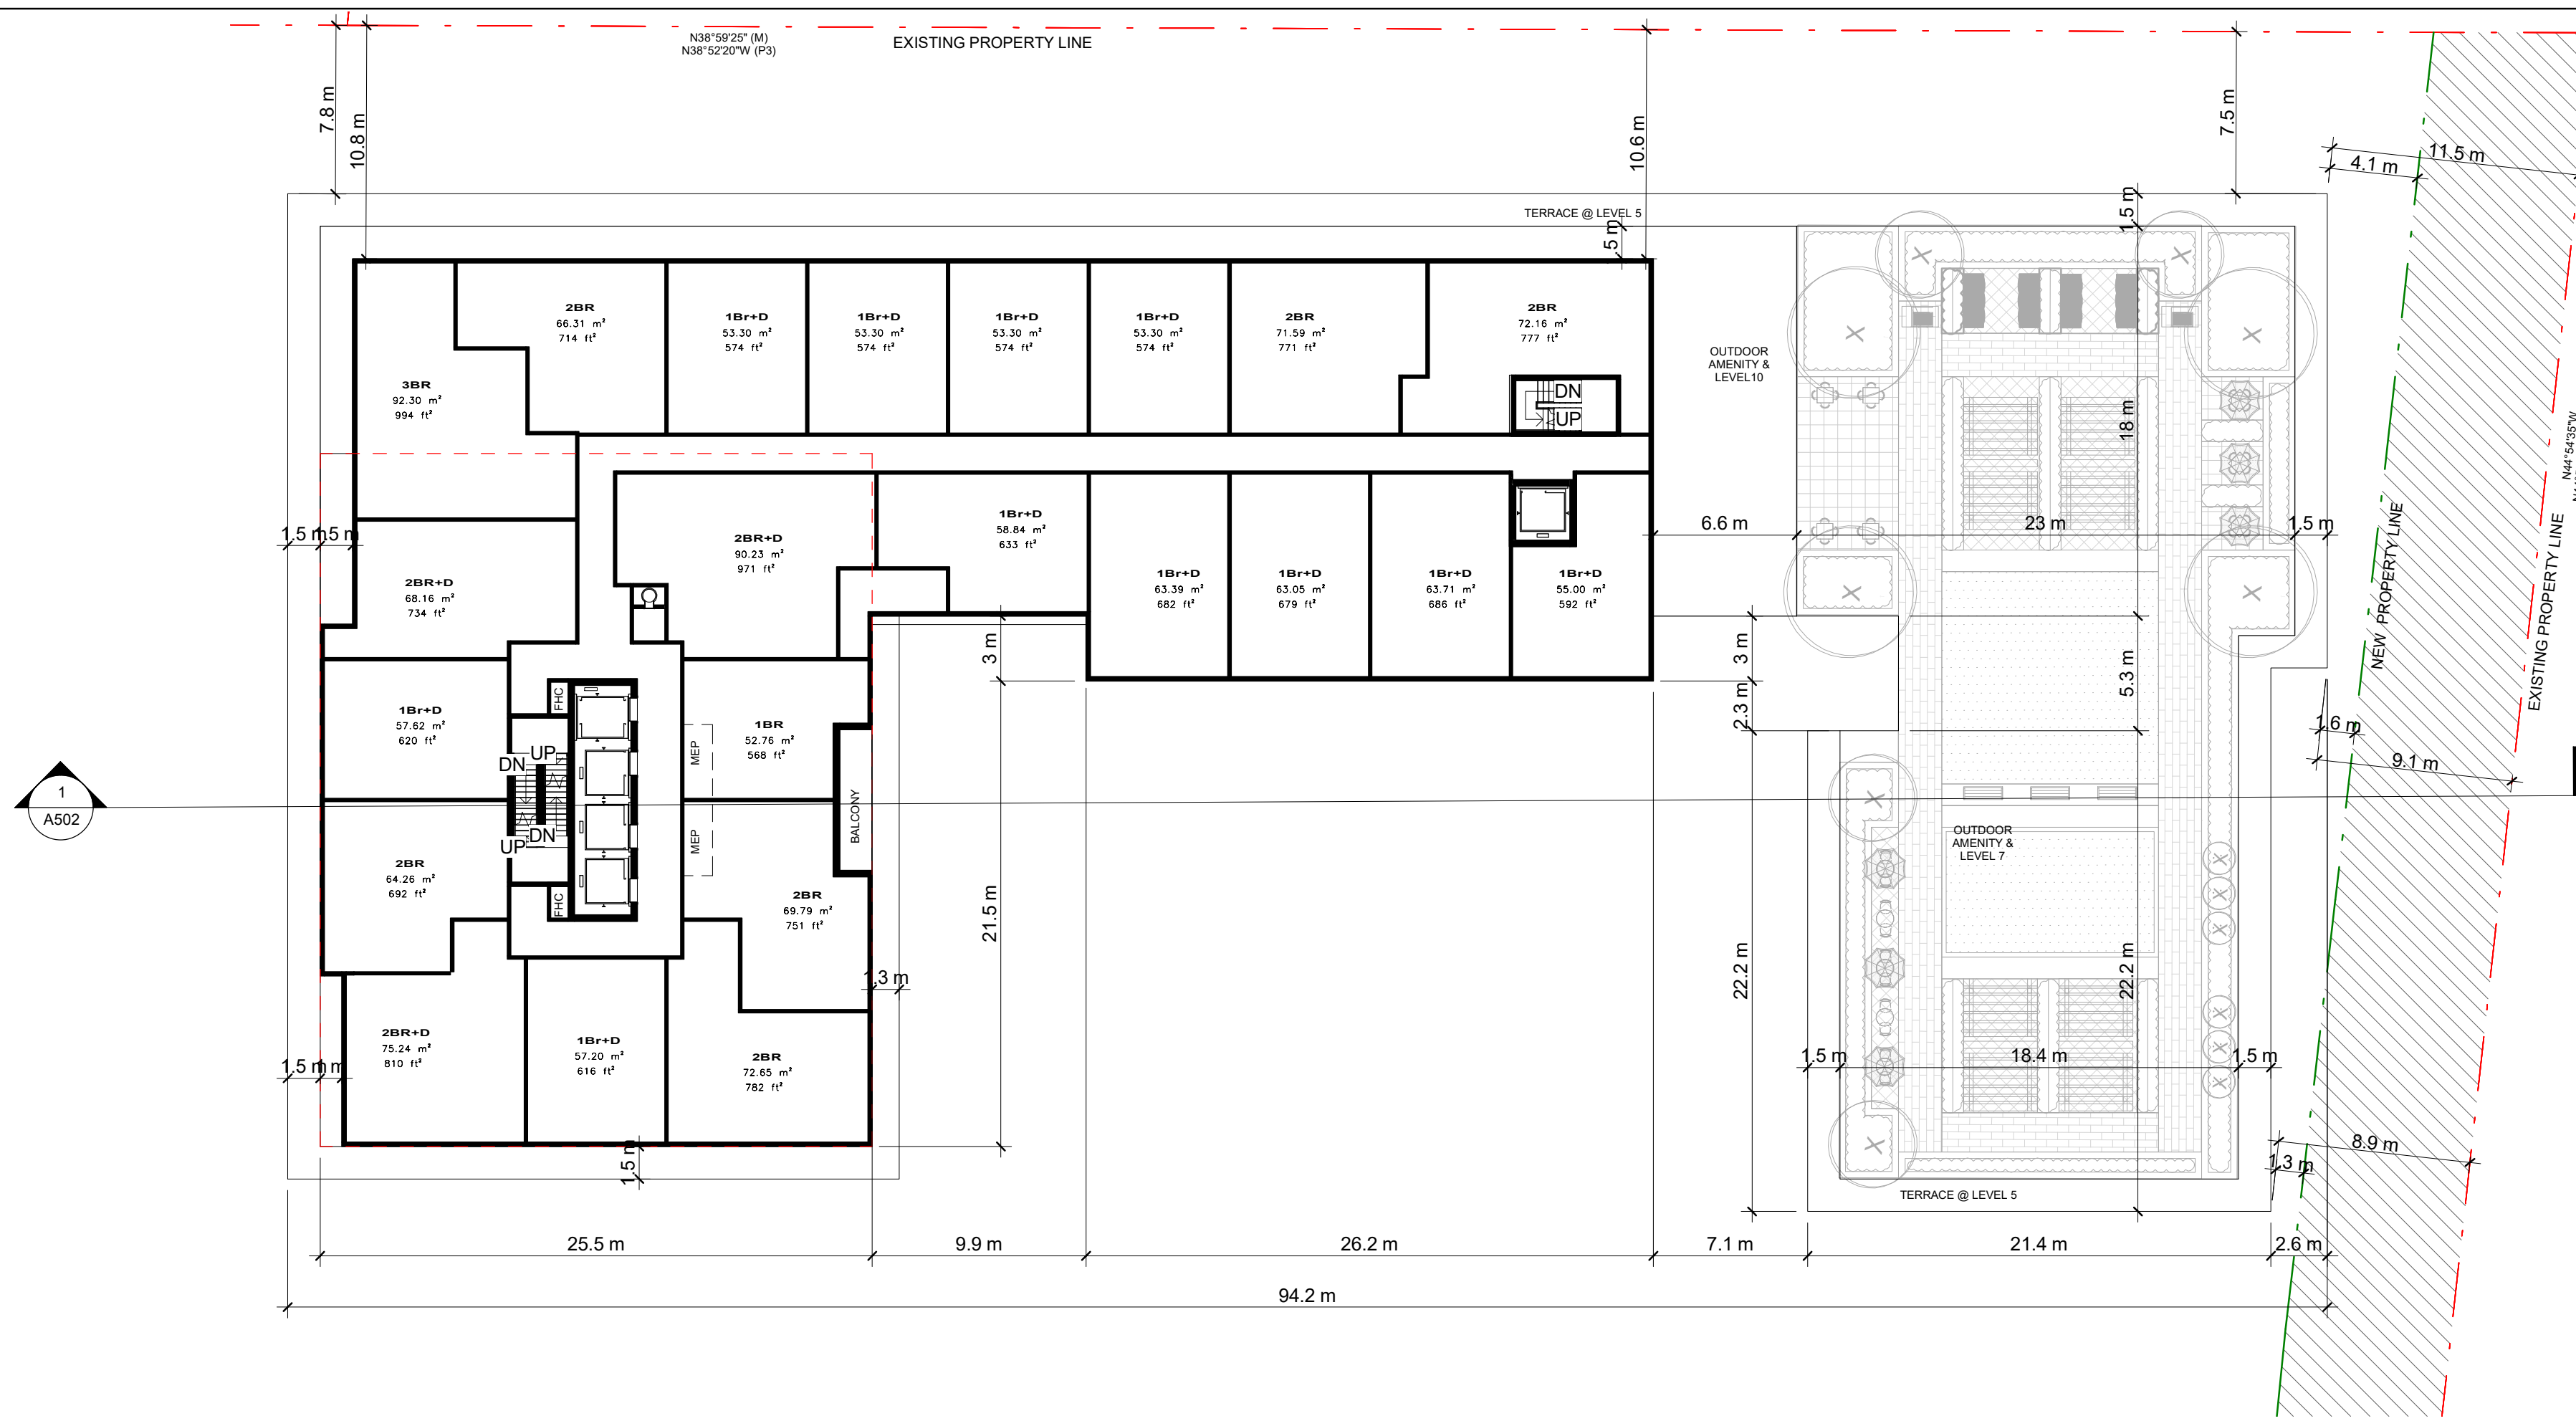 N38°59'25" (M)
N38°52'20"W (P3)
EXISTING PROPERTY LINE
7.8 m
10.8 m
10.6 m
7.5 m
11.5 m
4.1 m
TERRACE @ LEVEL 5
.5 m
1.5 m
2BR
66.31 m²
714 ft²
1Br+D
53.30 m²
574 ft²
1Br+D
53.30 m²
574 ft²
1Br+D
53.30 m²
574 ft²
1Br+D
53.30 m²
574 ft²
2BR
71.59 m²
771 ft²
2BR
72.16 m²
777 ft²
DN
UP
3BR
92.30 m²
994 ft²
OUTDOOR
AMENITY &
LEVEL10
18 m
N44°54'35"W
1.5 m
.5 m
2BR+D
68.16 m²
734 ft²
2BR+D
90.23 m²
971 ft²
1Br+D
58.84 m²
633 ft²
1Br+D
63.39 m²
682 ft²
1Br+D
63.05 m²
679 ft²
1Br+D
63.71 m²
686 ft²
1Br+D
55.00 m²
592 ft²
6.6 m
23 m
1.5 m
NEW PROPERTY LINE
EXISTING PROPERTY LINE
3 m
3 m
2.3 m
5.3 m
1.6 m
9.1 m
1Br+D
57.62 m²
620 ft²
FHC
UP
DN
DN
UP
FHC
1BR
52.76 m²
568 ft²
MEP
MEP
BALCONY
1
A502
2BR
64.26 m²
692 ft²
2BR
69.79 m²
751 ft²
OUTDOOR
AMENITY &
LEVEL 7
21.5 m
22.2 m
22.2 m
1.3 m
1.5 m
1 m
2BR+D
75.24 m²
810 ft²
1Br+D
57.20 m²
616 ft²
2BR
72.65 m²
782 ft²
1.5 m
18.4 m
1.5 m
8.9 m
1.3 m
1.5 m
TERRACE @ LEVEL 5
25.5 m
9.9 m
26.2 m
7.1 m
21.4 m
2.6 m
94.2 m